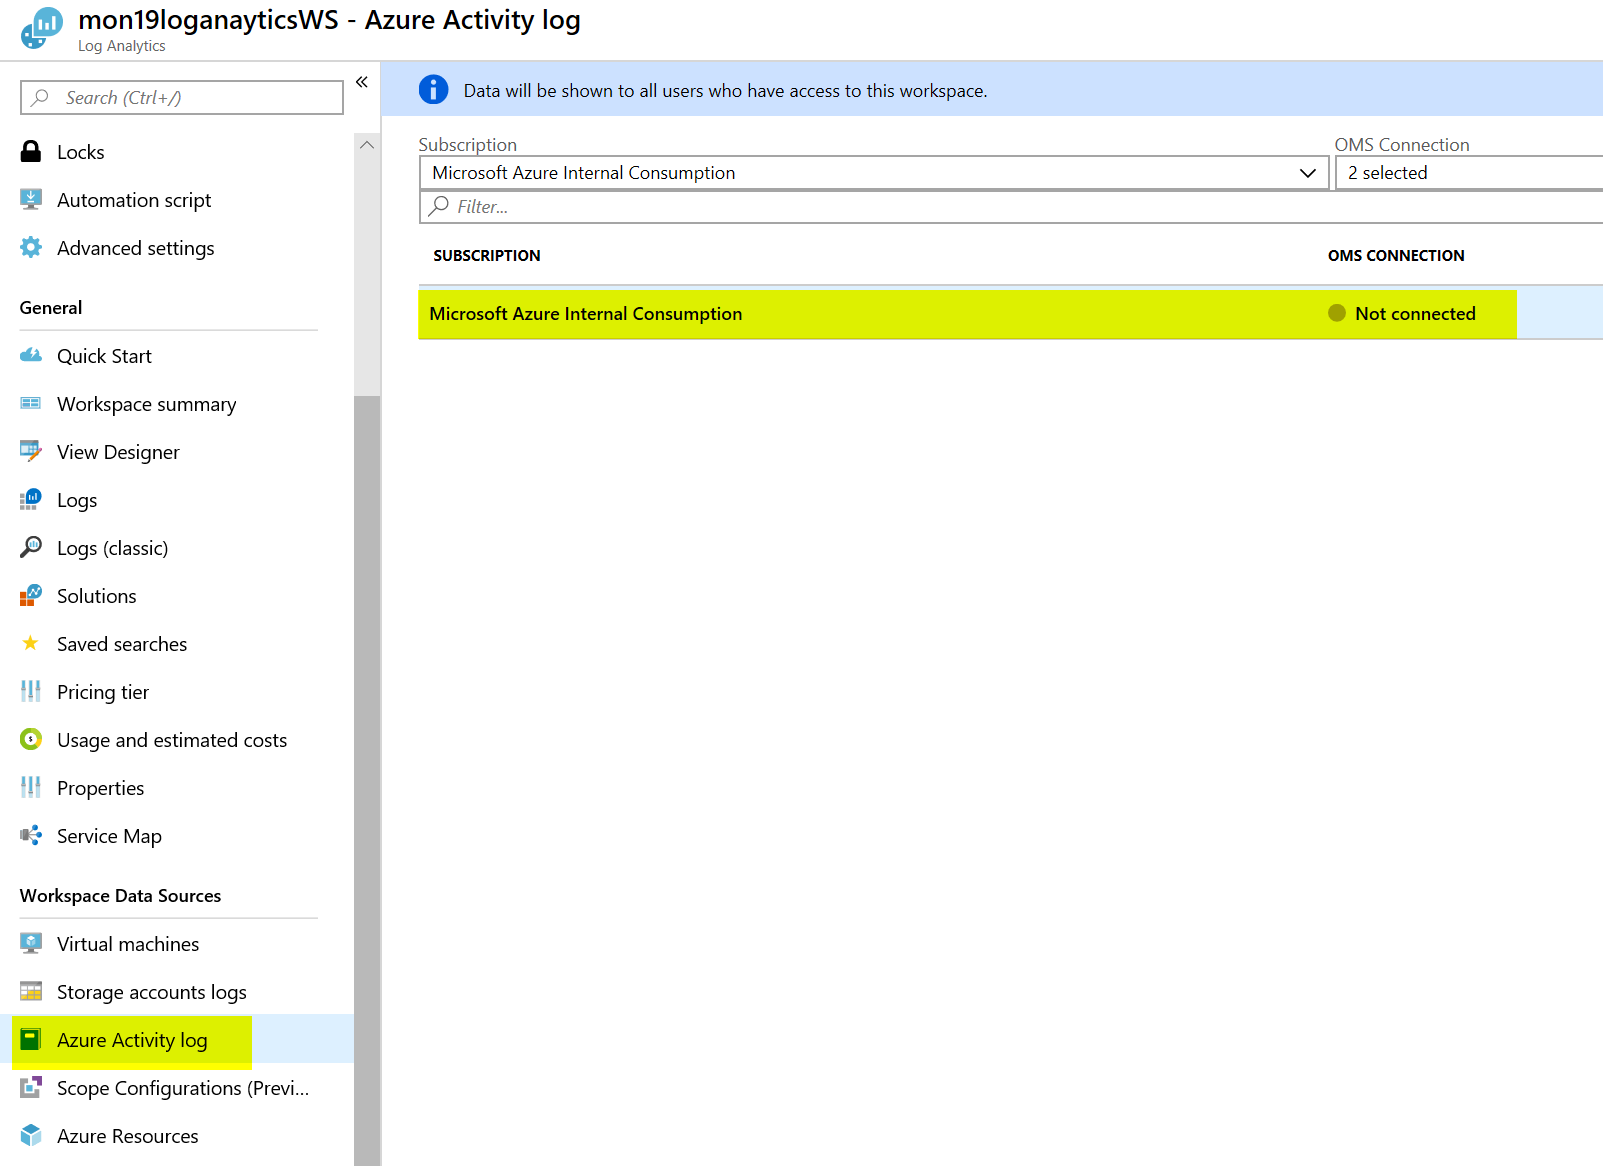 mon19loganayticsWS - Azure Activity log
Log Analytics
Search (Ctrl+/)
Locks
Automation script
Advanced settings
General
Quick Start
Workspace summary
View Designer
Logs
Logs (classic)
Solutions
Saved searches
Pricing tier
Usage and estimated costs
Properties
Service Map
Workspace Data Sources
Virtual machines
Storage accounts logs
Azure Activity log
Scope Configurations (Previ...
Azure Resources
Data will be shown to all users who have access to this workspace.
Subscription OMS Connection
Microsoft Azure Internal Consumption 2 selected
Filter...
SUBSCRIPTION OMS CONNECTION
Microsoft Azure Internal Consumption Not connected